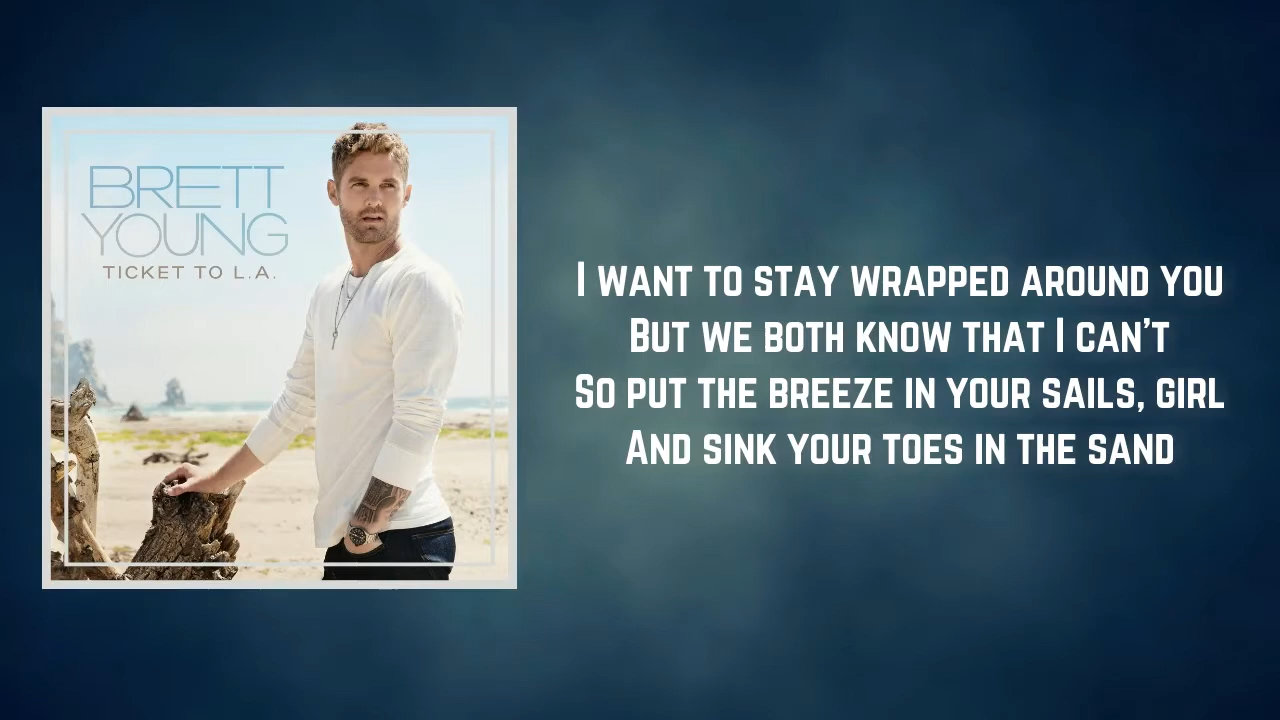 BRETT
YOUNG
TICKET TO L.A.
I WANT TO STAY WRAPPED AROUND YOU
BUT WE BOTH KNOW THAT I CAN'T
SO PUT THE BREEZE IN YOUR SAILS, GIRL
AND SINK YOUR TOES IN THE SAND